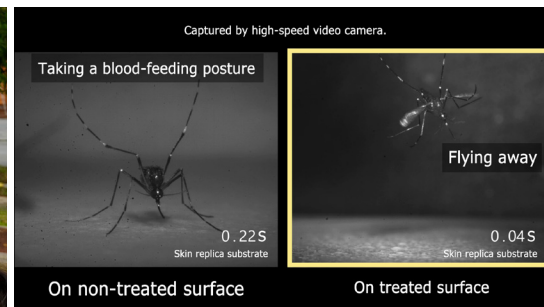 Captured by high-speed video camera.
Taking a blood-feeding posture
Flying away
0.22S
Skin replica substrate
0.04S
Skin replica substrate
On non-treated surface
On treated surface